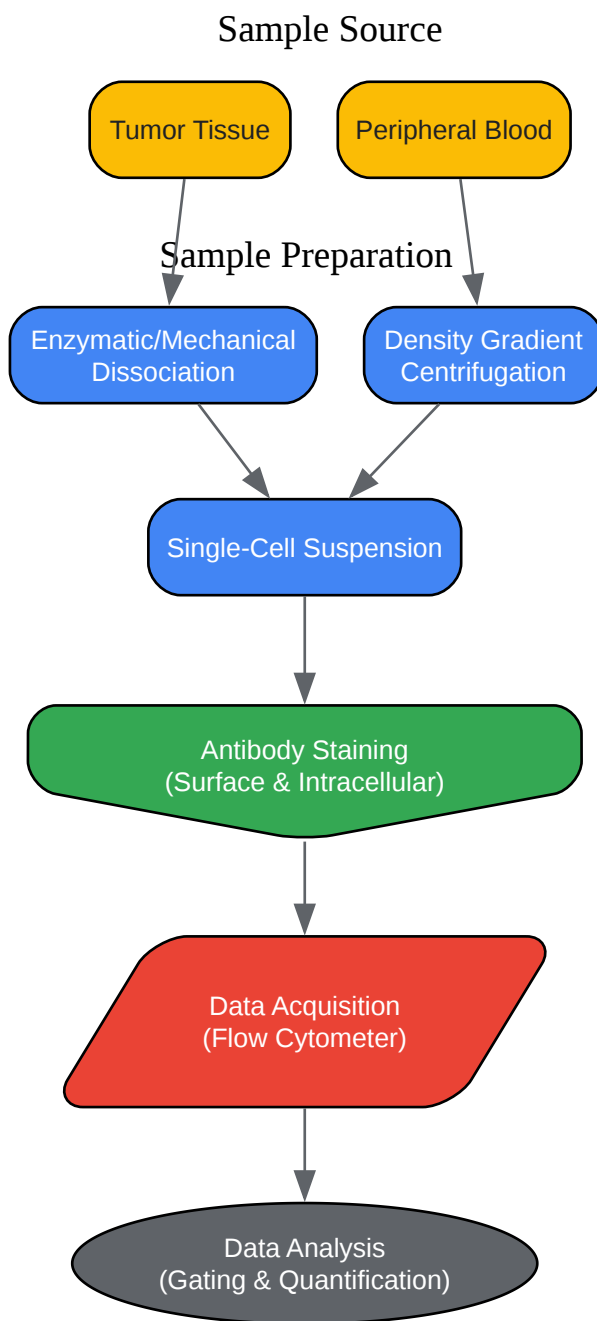 Sample Source
Tumor Tissue
Peripheral Blood
Sample Preparation
Enzymatic/Mechanical
Dissociation
Density Gradient
Centrifugation
Single-Cell Suspension
Antibody Staining
(Surface & Intracellular)
Data Acquisition
(Flow Cytometer)
Data Analysis
(Gating & Quantification)